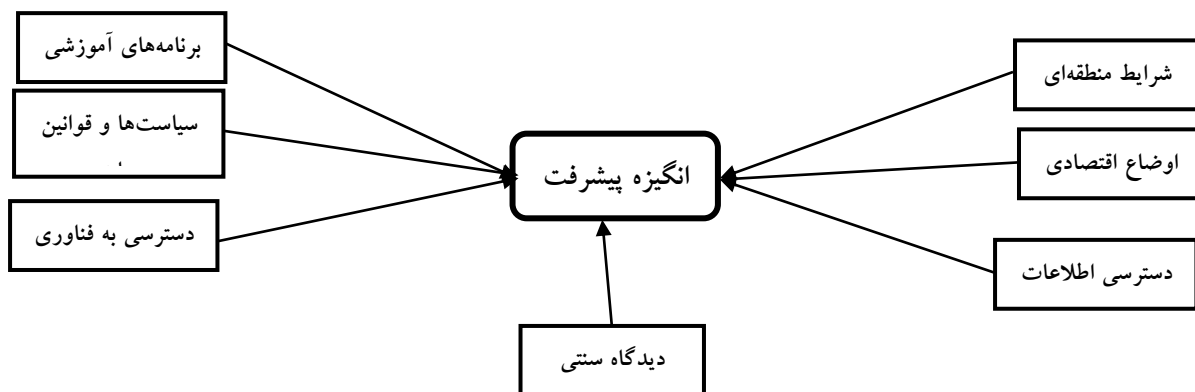 برنامه‌های آموزشی
شرایط منطقه‌ای
سیاست‌ها و قوانین
اوضاع اقتصادی
انگیزه پیشرفت
دسترسی به فناوری
دسترسی اطلاعات
دیدگاه سنتی